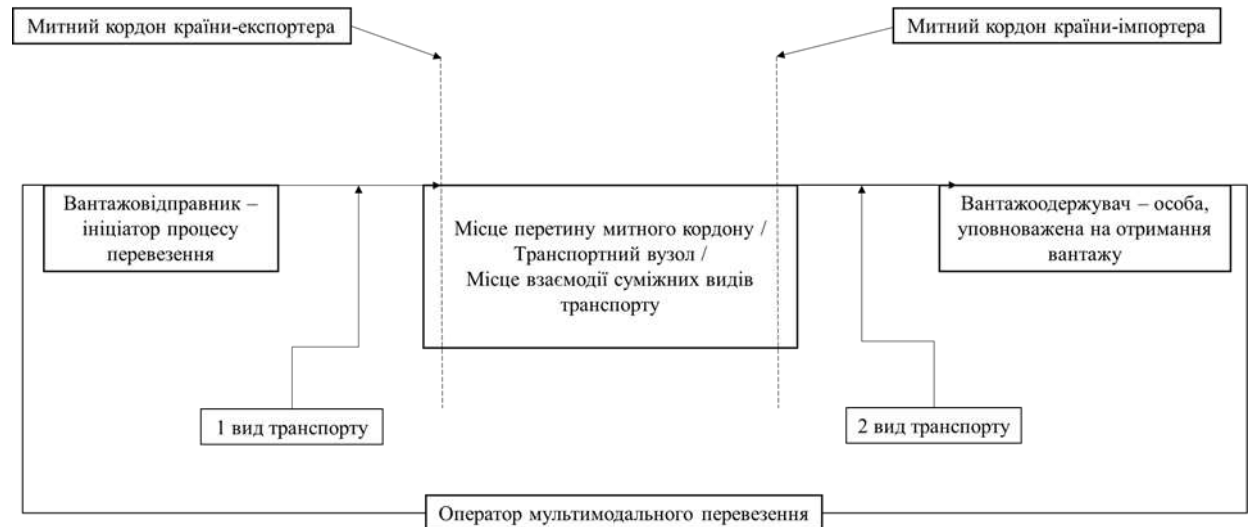 Митний кордон країни-експортера
Митний кордон країни-імпортера
Вантажовідправник –
ініціатор процесу
перевезення
Місце перетину митного кордону /
Транспортний вузол /
Місце взаємодії суміжних видів
транспорту
Вантажоодержувач – особа,
уповноважена на отримання
вантажу
1 вид транспорту
2 вид транспорту
Оператор мультимодального перевезення